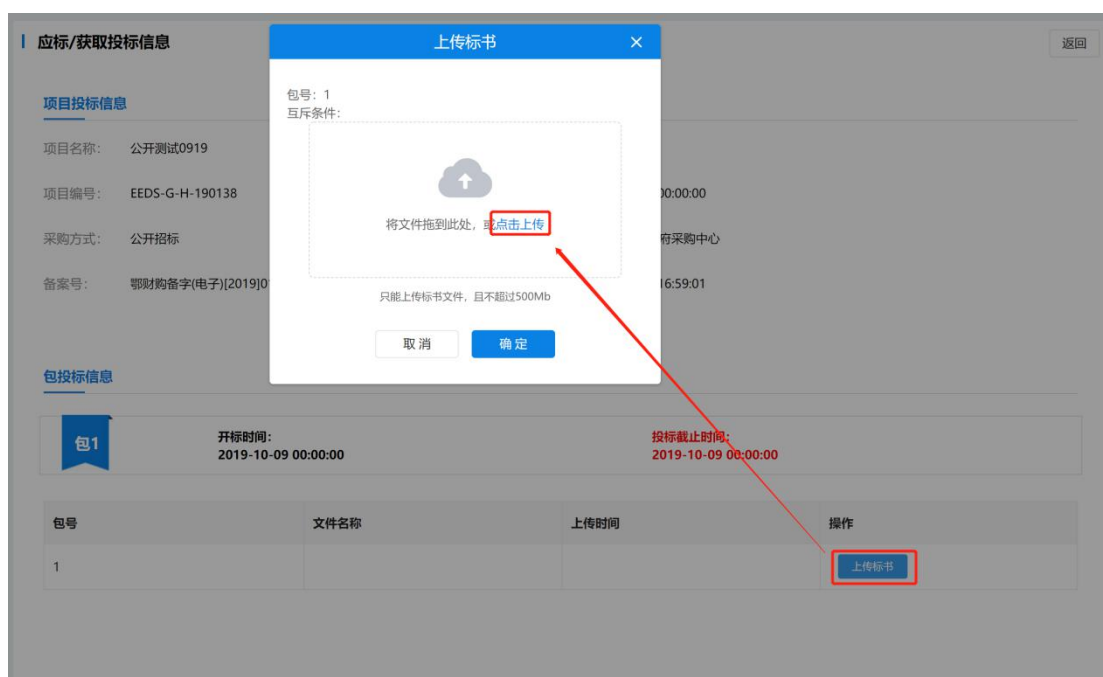 应标/获取投标信息
返回
上传标书
包号：1
互斥条件：
将文件拖到此处，或点击上传
只能上传标书文件，且不超过500Mb
取消
确定
项目投标信息
项目名称： 公开测试0919
项目编号： EEDS-G-H-190138
00:00:00
采购方式： 公开招标
府采购中心
备案号： 鄂财购备字(电子)[2019]0
16:59:01
包投标信息
包1
开标时间：
2019-10-09 00:00:00
投标截止时间：
2019-10-09 00:00:00
包号 文件名称 上传时间 操作
1
上传标书